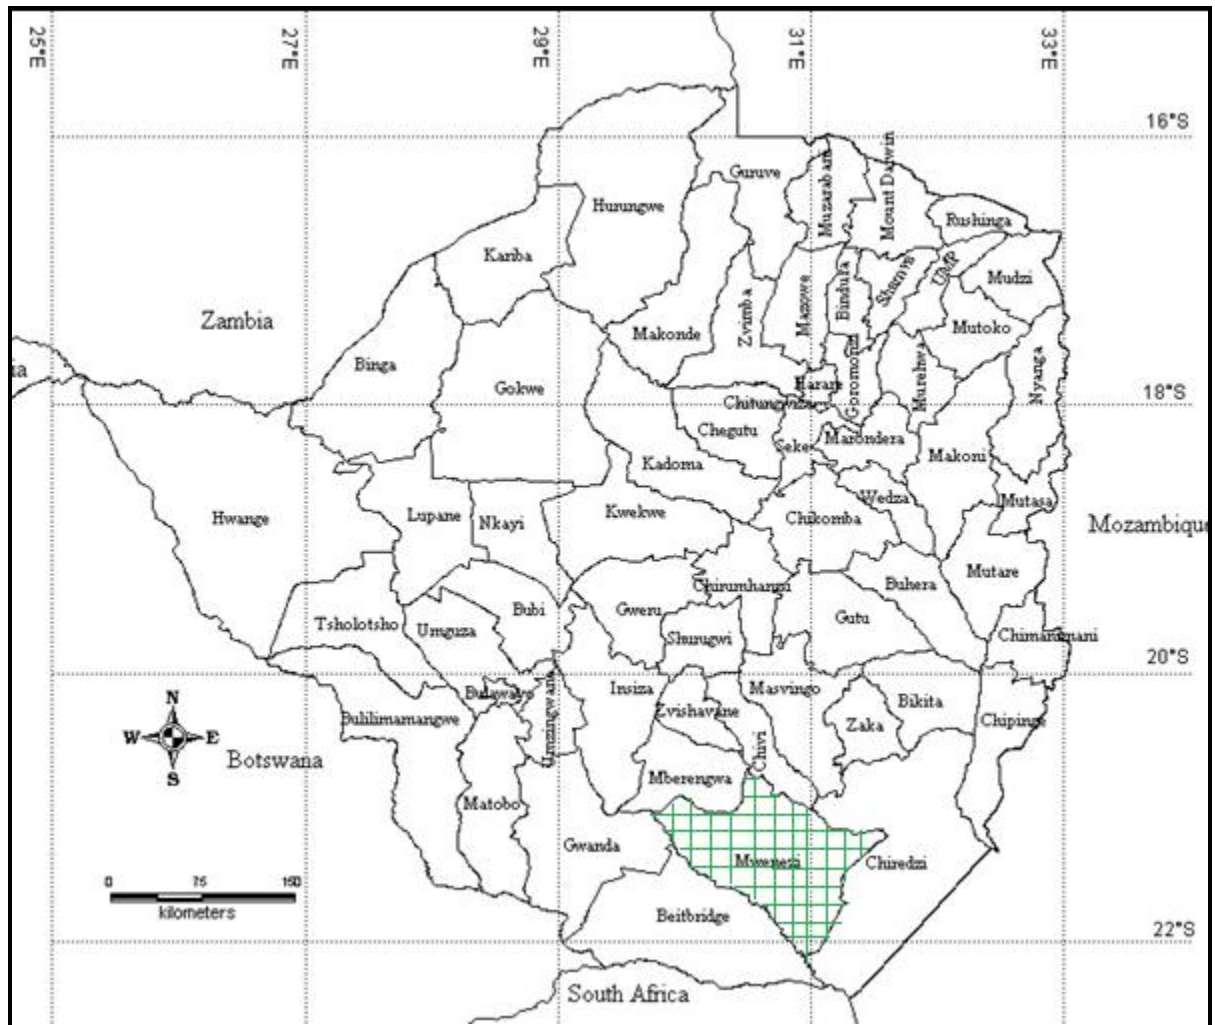 25°E
27°E
29°E
31°E
33°E
16°S
Guruve
Muzarabani
Mount Darwin
Hurungwe
Rushinga
Kariba
UMP
Shamva
Mudzi
Bindura
Mazowe
Zvimba
Zambia
Makonde
Mutoko
ia
Binga
Goromonzi
Murehwa
Nyanga
Gokwe
Harare
18°S
Chitungwiza
Chegutu
Seke
Marondera
Makoni
Kadoma
Wedza
Mutasa
Hwange
Lupane
Nkayi
Kwekwe
Chikomba
Mozambique
Mutare
Chirumhanzi
Buhera
Tsholotsho
Umguza
Bubi
Gweru
Shurugwi
Gutu
Chimanimani
20°S
Bulawayo
Umzingwane
Insiza
Masvingo
Bikita
N
Bulilimamangwe
Zvishavane
Zaka
Chipinge
W
E
S
Botswana
Chivi
Mberengwa
Matobo
Gwanda
Mwenezi
Chiredzi
0 75 150
kilometers
Beitbridge
22°S
South Africa